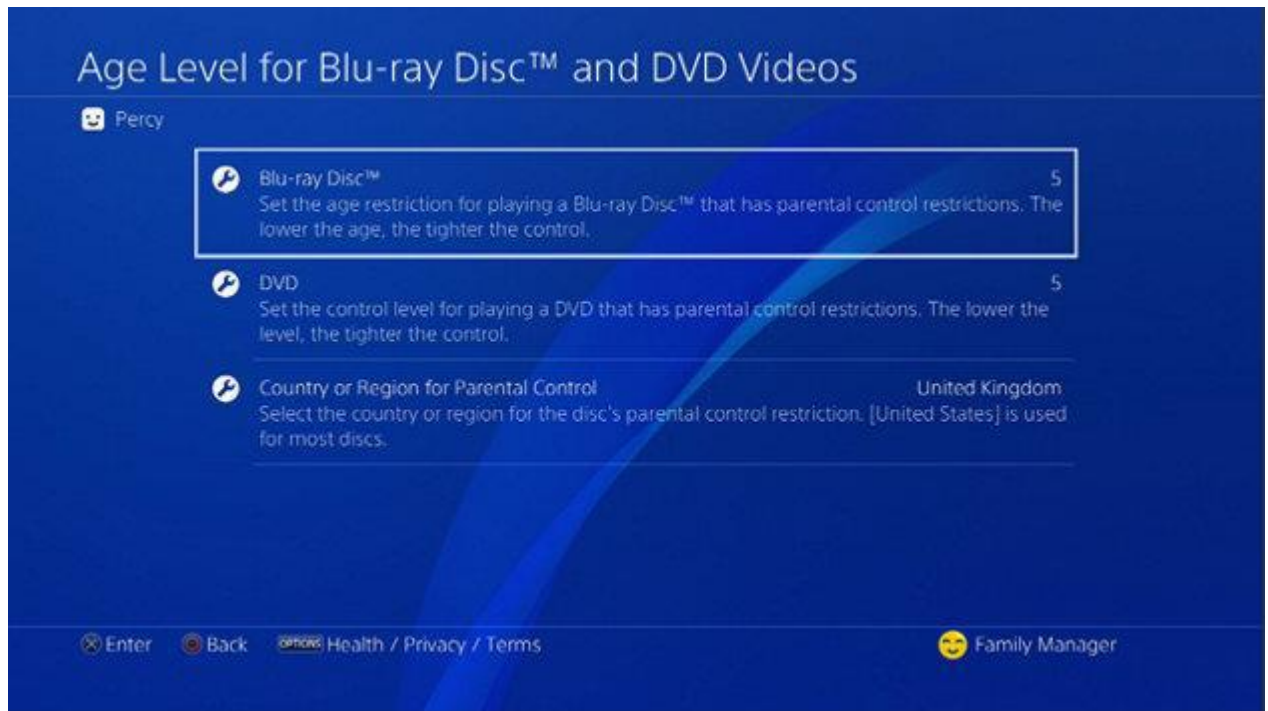 Age Level for Blu-ray Disc™ and DVD Videos
Percy
Blu-ray Disc™ 5
Set the age restriction for playing a Blu-ray Disc™ that has parental control restrictions. The
lower the age, the tighter the control.
DVD 5
Set the control level for playing a DVD that has parental control restrictions. The lower the
level, the tighter the control.
Country or Region for Parental Control United Kingdom
Select the country or region for the disc's parental control restriction. [United States] is used
for most discs.
Enter Back OPTIONS Health / Privacy / Terms Family Manager